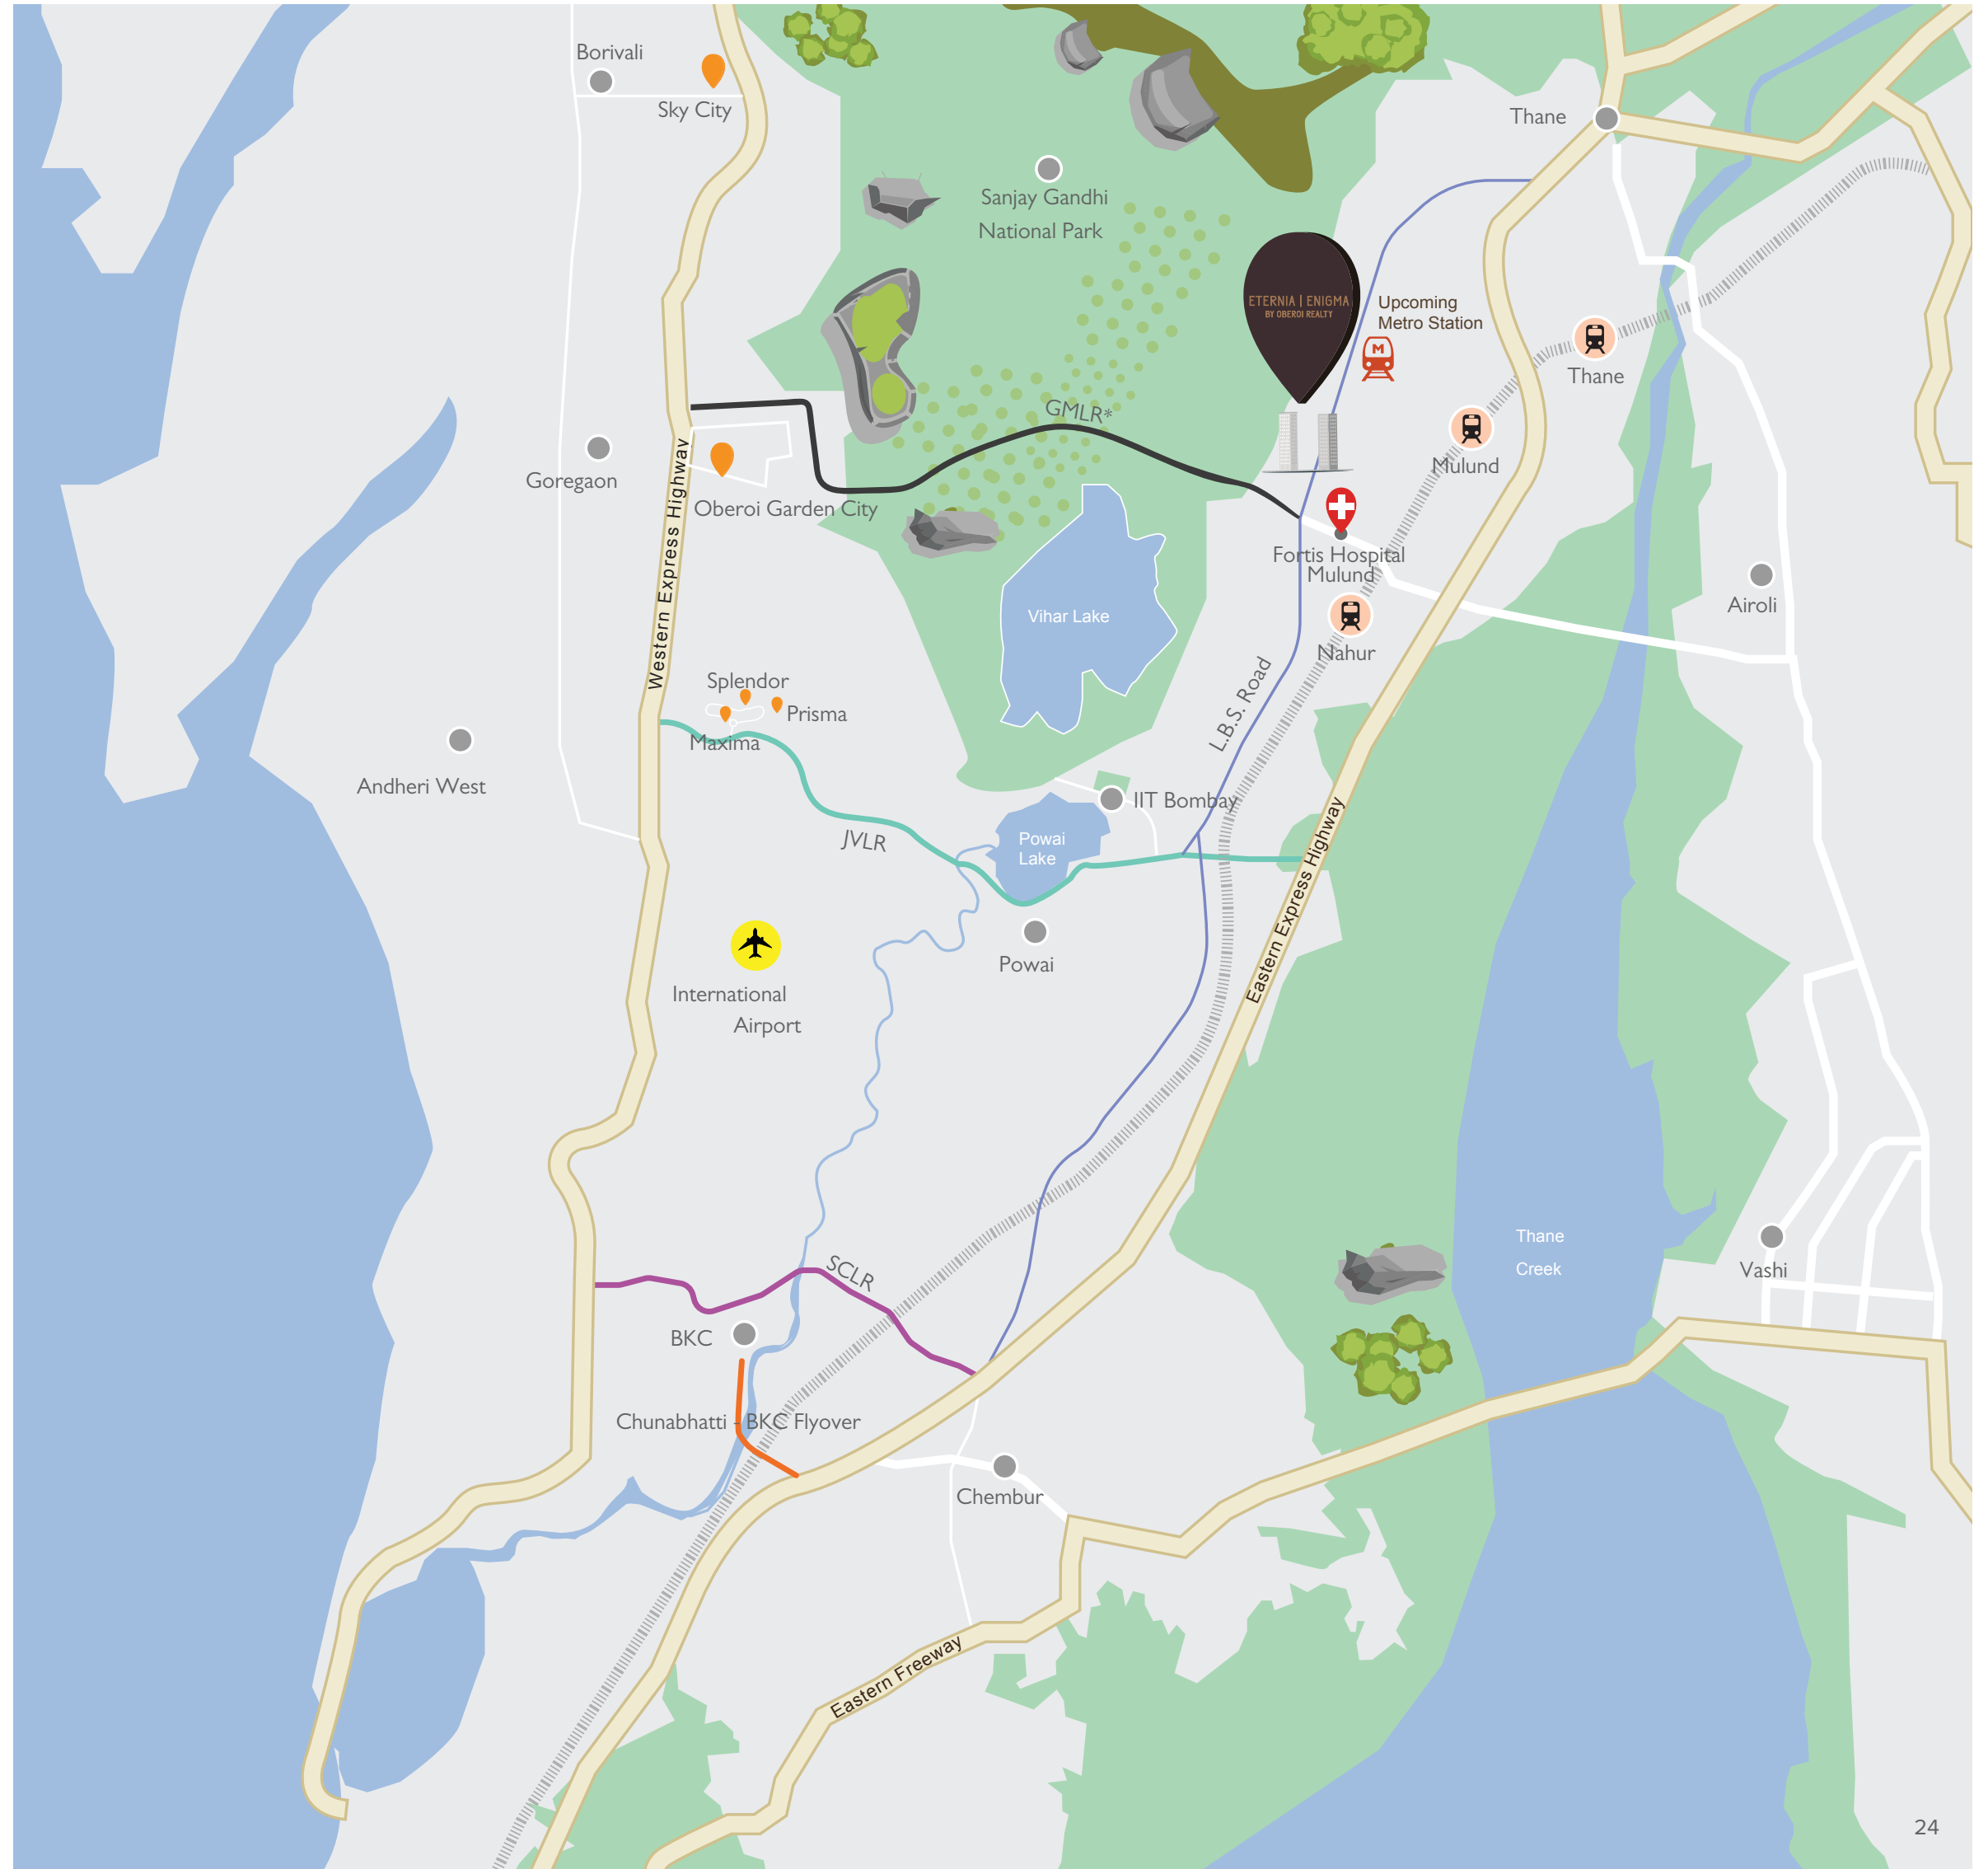 Borivali
Sky City
Thane
Sanjay Gandhi
National Park
ETERNIA | ENIGMA
BY OBEROI REALTY
Upcoming
Metro Station
M
Thane
GMLR*
Mulund
Goregaon
Oberoi Garden City
Western Express Highway
Fortis Hospital
Mulund
Airoli
Vihar Lake
Nahur
L.B.S. Road
Splendor
Prisma
Maxima
Andheri West
IIT Bombay
JVLR
Powai
Lake
Eastern Express Highway
Powai
International
Airport
Thane
Creek
Vashi
SCLR
BKC
Chunabhatti - BKC Flyover
Chembur
Eastern Freeway
24